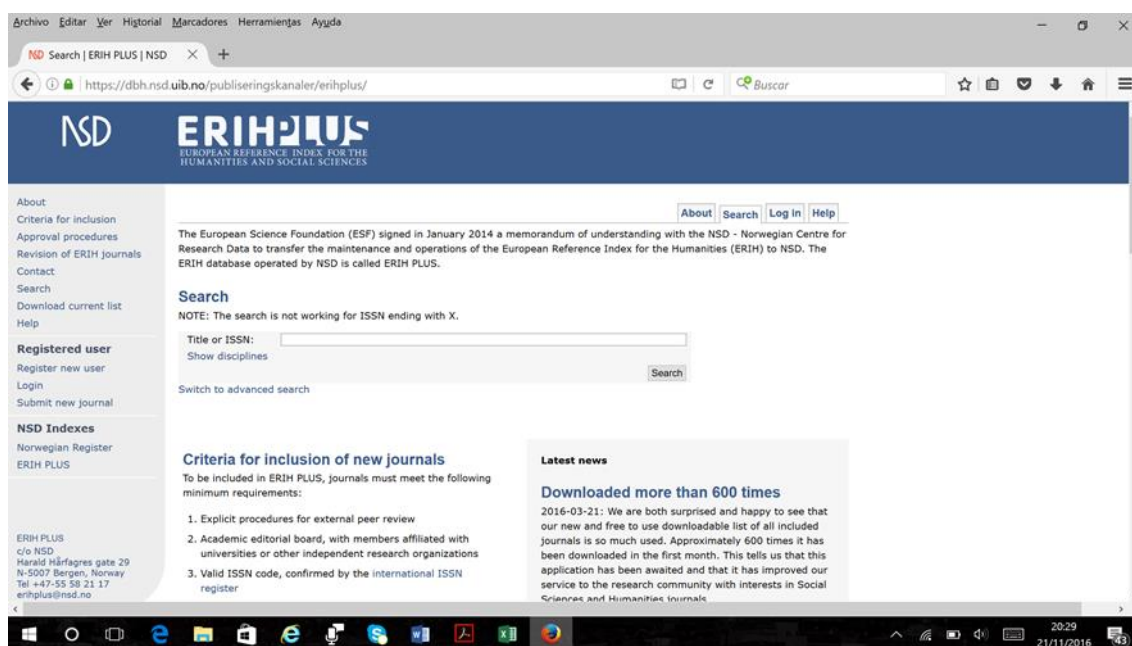 Archivo Editar Ver Historial Marcadores Herramientas Ayuda
NSD Search | ERIH PLUS | NSD
https://dbh.nsd.uib.no/publiseringskanaler/erihplus/
Buscar
NSD
ERIH PLUS
EUROPEAN REFERENCE INDEX FOR THE
HUMANITIES AND SOCIAL SCIENCES
About
Criteria for inclusion
Approval procedures
Revision of ERIH journals
Contact
Search
Download current list
Help
Registered user
Register new user
Login
Submit new journal
NSD Indexes
Norwegian Register
ERIH PLUS
ERIH PLUS
c/o NSD
Harald Hårfagres gate 29
N-5007 Bergen, Norway
Tel +47-55 58 21 17
erihplus@nsd.no
About Search Log in Help
The European Science Foundation (ESF) signed in January 2014 a memorandum of understanding with the NSD - Norwegian Centre for
Research Data to transfer the maintenance and operations of the European Reference Index for the Humanities (ERIH) to NSD. The
ERIH database operated by NSD is called ERIH PLUS.
Search
NOTE: The search is not working for ISSN ending with X.
Title or ISSN:
Show disciplines
Search
Switch to advanced search
Criteria for inclusion of new journals
To be included in ERIH PLUS, journals must meet the following
minimum requirements:
1. Explicit procedures for external peer review
2. Academic editorial board, with members affiliated with
universities or other independent research organizations
3. Valid ISSN code, confirmed by the international ISSN
register
Latest news
Downloaded more than 600 times
2016-03-21: We are both surprised and happy to see that
our new and free to use downloadable list of all included
journals is so much used. Approximately 600 times it has
been downloaded in the first month. This tells us that this
application has been awaited and that it has improved our
service to the research community with interests in Social
Sciences and Humanities journals.
20:29
21/11/2016
43